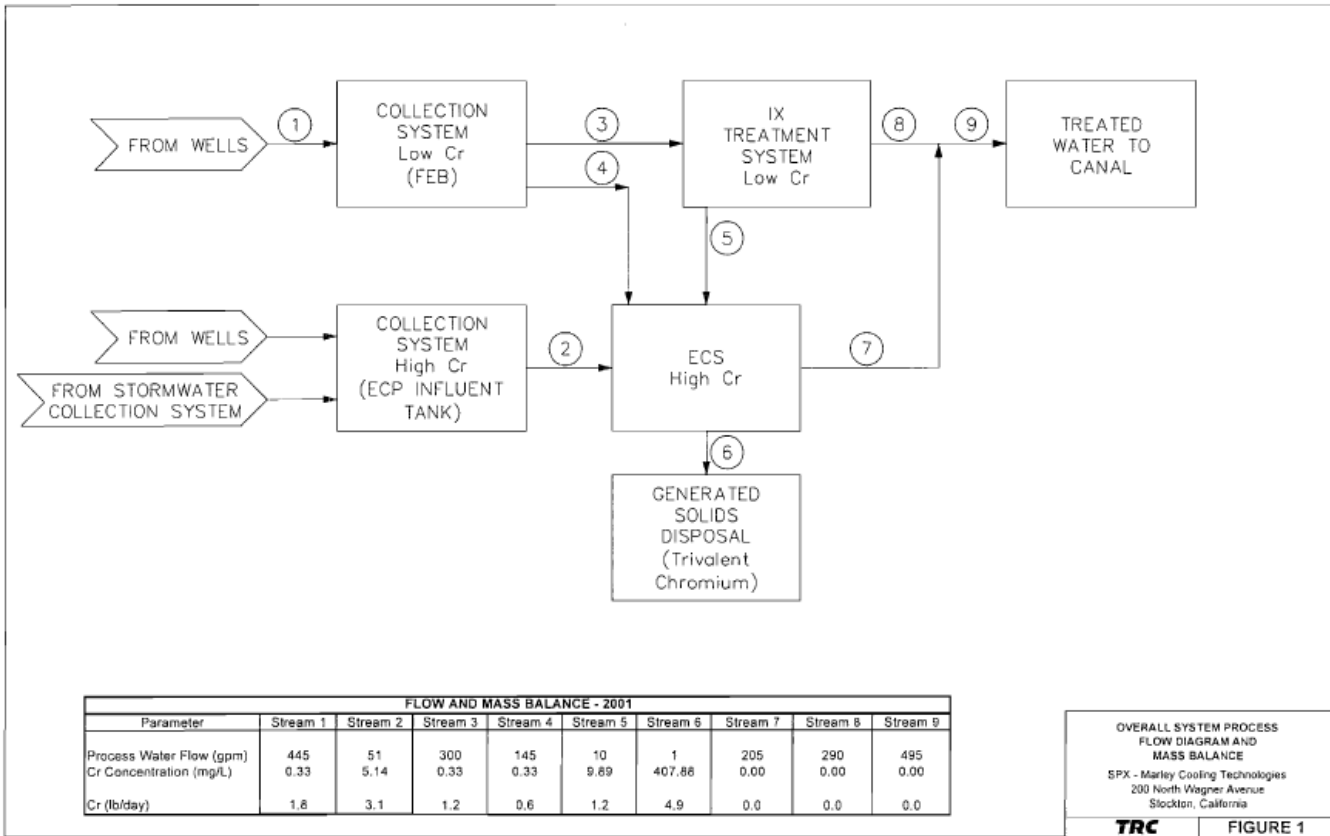 COLLECTION
SYSTEM
Low Cr
(FEB)
IX
TREATMENT
SYSTEM
Low Cr
TREATED
WATER TO
CANAL
FROM WELLS
1
3
4
8
9
5
FROM WELLS
FROM STORMWATER
COLLECTION SYSTEM
COLLECTION
SYSTEM
High Cr
(ECP INFLUENT
TANK)
2
ECS
High Cr
7
6
GENERATED
SOLIDS
DISPOSAL
(Trivalent
Chromium)
FLOW AND MASS BALANCE - 2001
Parameter Stream 1 Stream 2 Stream 3 Stream 4 Stream 5 Stream 6 Stream 7 Stream 8 Stream 9
Process Water Flow (gpm) 445 51 300 145 10 1 205 290 495
Cr Concentration (mg/L) 0.33 5.14 0.33 0.33 9.89 407.88 0.00 0.00 0.00
Cr (lb/day) 1.8 3.1 1.2 0.6 1.2 4.9 0.0 0.0 0.0
OVERALL SYSTEM PROCESS
FLOW DIAGRAM AND
MASS BALANCE
SPX - Marley Cooling Technologies
200 North Wagner Avenue
Stockton, California
TRC FIGURE 1